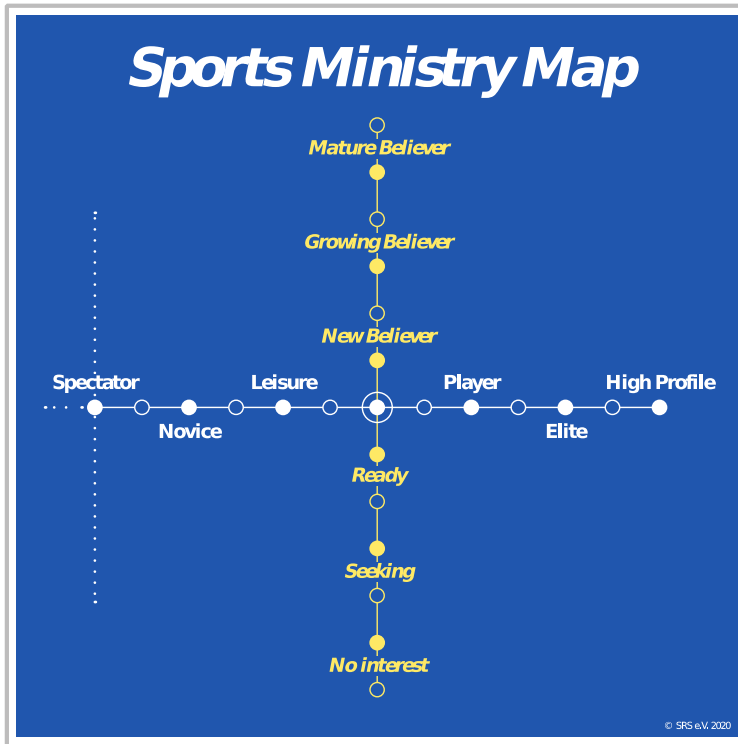 Sports Ministry Map
Mature Believer
Growing Believer
New Believer
Spectator
Leisure
Player
High Profile
Novice
Elite
Ready
Seeking
No interest
© SRS e.V. 2020